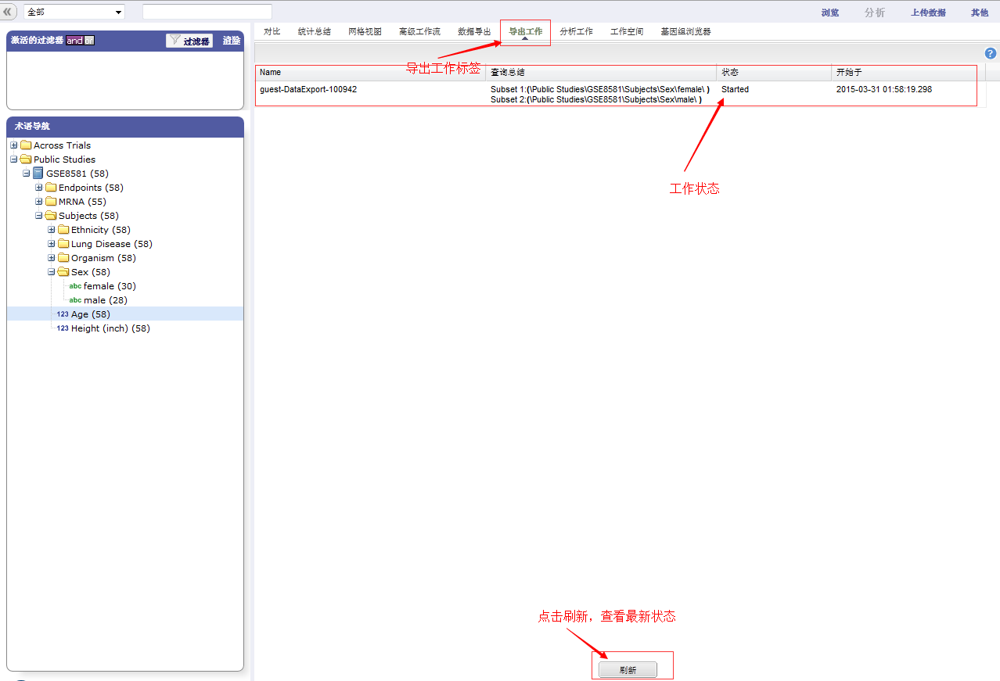 全部
浏览 分析 上传数据 其他
激活的过滤器 and or 过滤器 清除
对比 统计总结 网格视图 高级工作流 数据导出 导出工作 分析工作 工作空间 基因组浏览器
导出工作标签
Name 查询总结 状态 开始于
guest-DataExport-100942 Subset 1:(\Public Studies\GSE8581\Subjects\Sex\female\ ) Started 2015-03-31 01:58:19.298
Subset 2:(\Public Studies\GSE8581\Subjects\Sex\male\ )
工作状态
术语导航
Across Trials
Public Studies
GSE8581 (58)
Endpoints (58)
MRNA (55)
Subjects (58)
Ethnicity (58)
Lung Disease (58)
Organism (58)
Sex (58)
abc female (30)
abc male (28)
123 Age (58)
123 Height (inch) (58)
点击刷新，查看最新状态
刷新